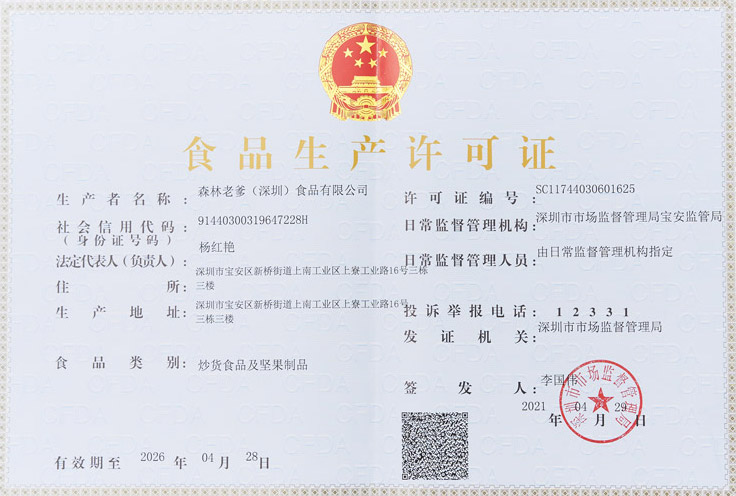 食品生产许可证
生产者名称：森林老爹（深圳）食品有限公司
社会信用代码：91440300319647228H
（身份证号码）
法定代表人（负责人）：杨红艳
住所：深圳市宝安区新桥街道上南工业区上寮工业路16号三栋
三楼
生产地址：深圳市宝安区新桥街道上南工业区上寮工业路16号
三栋三楼
食品类别：炒货食品及坚果制品
有效期至 2026 年 04 月 28 日
许可证编号：SC11744030601625
日常监督管理机构：深圳市市场监督管理局宝安监管局
日常监督管理人员：由日常监督管理机构指定
投诉举报电话：12331
发证机关：深圳市市场监督管理局
签发人：李国伟
2021 年 04 月 29 日
深圳市市场监督管理局